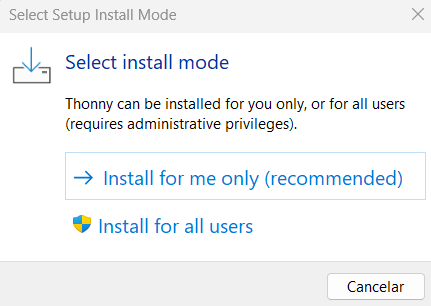 Select Setup Install Mode
Select install mode
Thonny can be installed for you only, or for all users
(requires administrative privileges).
Install for me only (recommended)
Install for all users
Cancelar